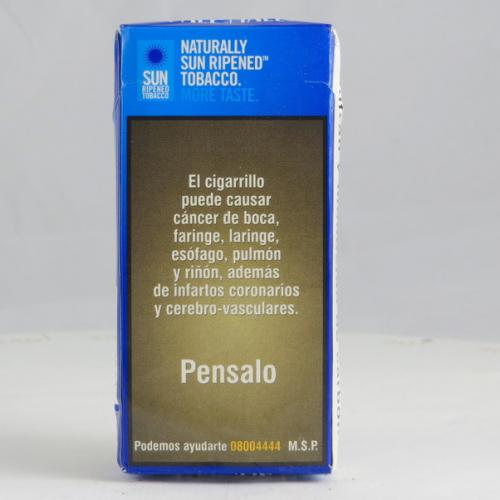 SUN
RIPENED
TOBACCO
NATURALLY
SUN RIPENED™
TOBACCO.
MORE TASTE.
El cigarrillo
puede causar
cáncer de boca,
faringe, laringe,
esófago, pulmón
y riñón, además
de infartos coronarios
y cerebro-vasculares.
Pensalo
Podemos ayudarte 08004444 M.S.P.